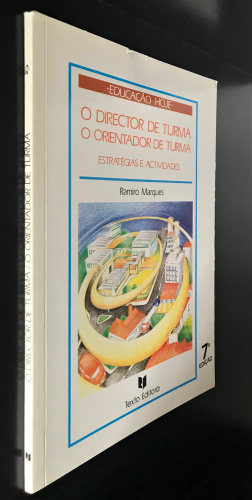 •EDUCAÇÃO HOJE•
O DIRECTOR DE TURMA
O ORIENTADOR DE TURMA
ESTRATÉGIAS E ACTIVIDADES
Ramiro Marques
7ª
EDIÇÃO
Texto Editora
O DIRECTOR DE TURMA • O ORIENTADOR DE TURMA